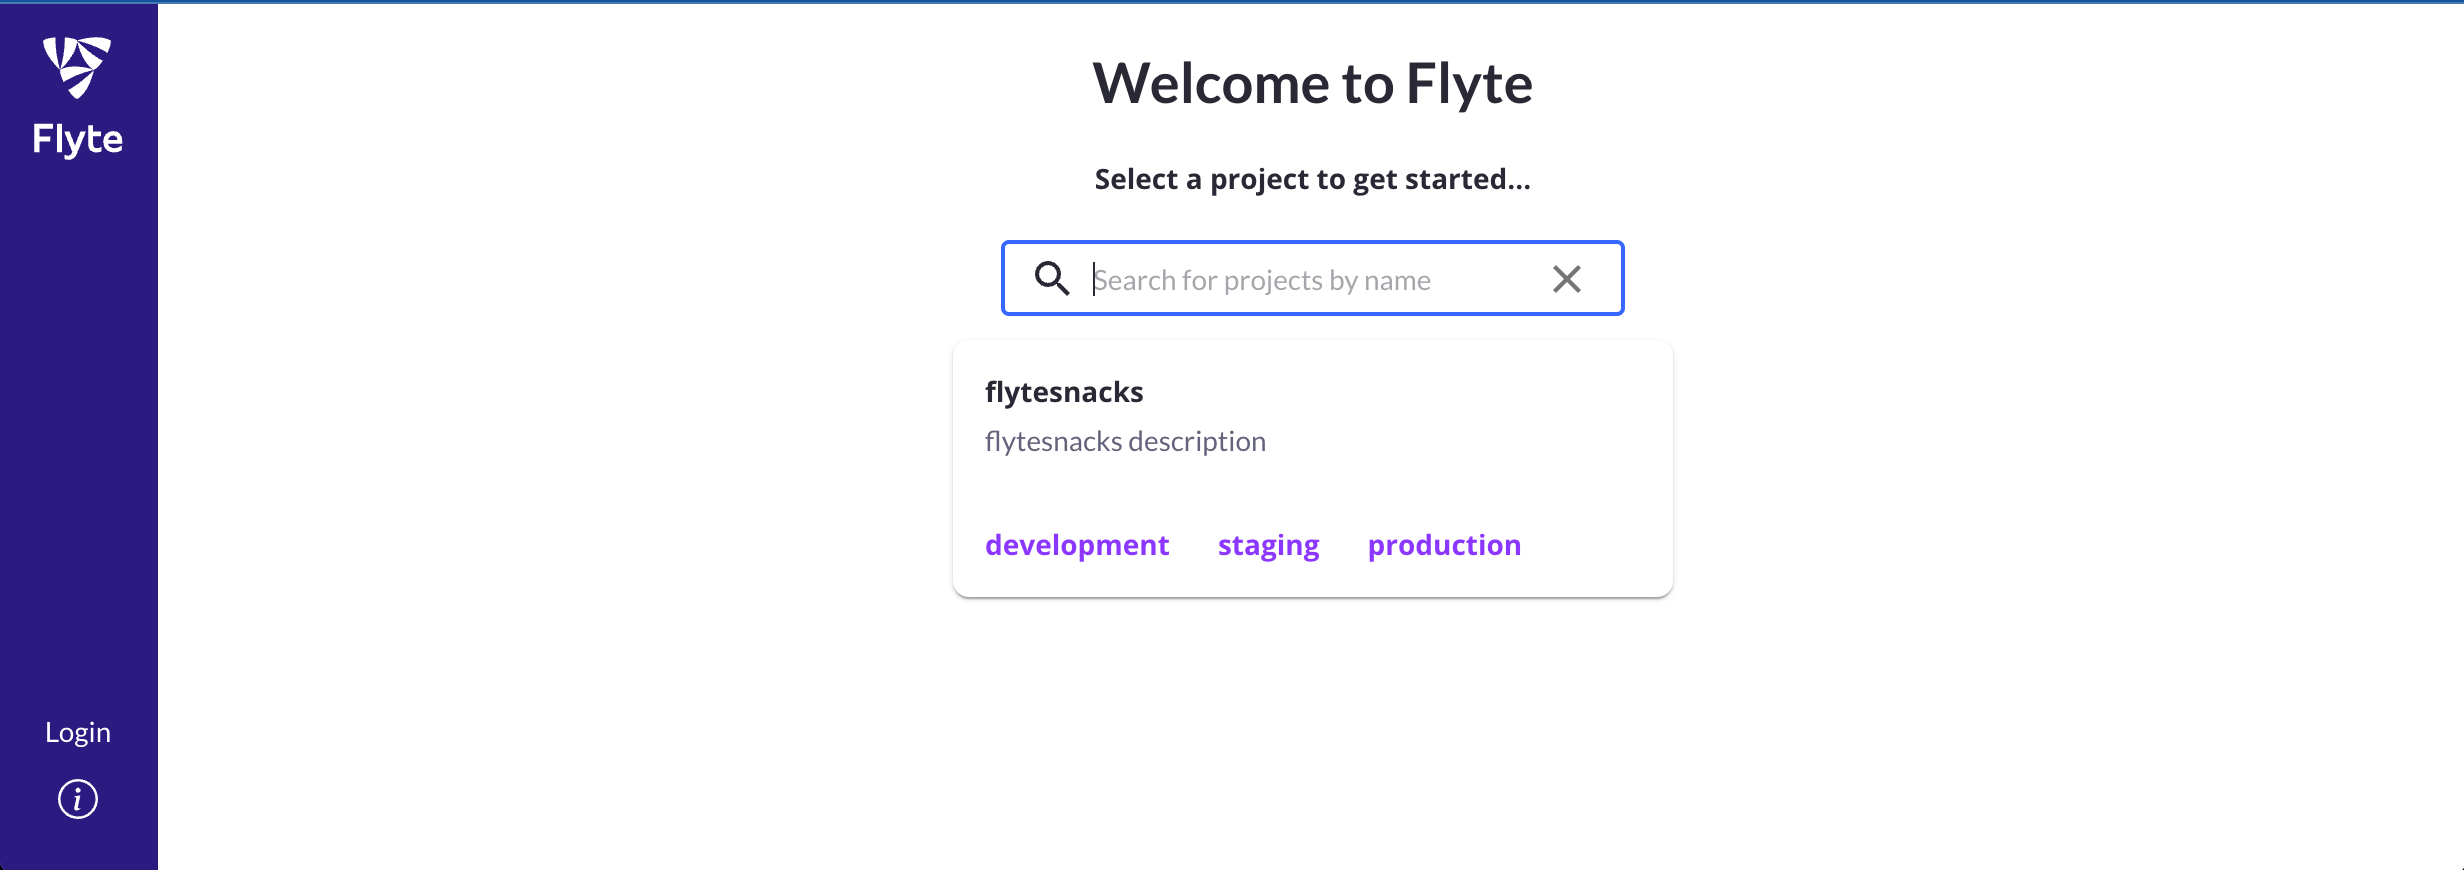 Flyte
Welcome to Flyte
Select a project to get started...
Search for projects by name
flytesnacks
flytesnacks description
development staging production
Login
i